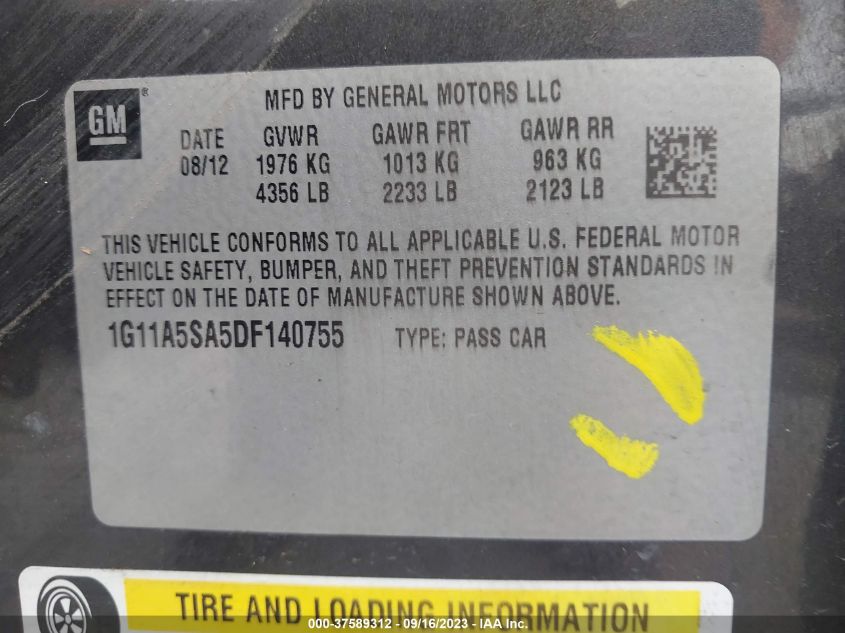 GM ®
MFD BY GENERAL MOTORS LLC
DATE GVWR GAWR FRT GAWR RR
08/12 1976 KG 1013 KG 963 KG
4356 LB 2233 LB 2123 LB
THIS VEHICLE CONFORMS TO ALL APPLICABLE U.S. FEDERAL MOTOR
VEHICLE SAFETY, BUMPER, AND THEFT PREVENTION STANDARDS IN
EFFECT ON THE DATE OF MANUFACTURE SHOWN ABOVE.
1G11A5SA5DF140755 TYPE: PASS CAR
TIRE AND LOADING INFORMATION
000-37589312 - 09/16/2023 - IAA Inc.